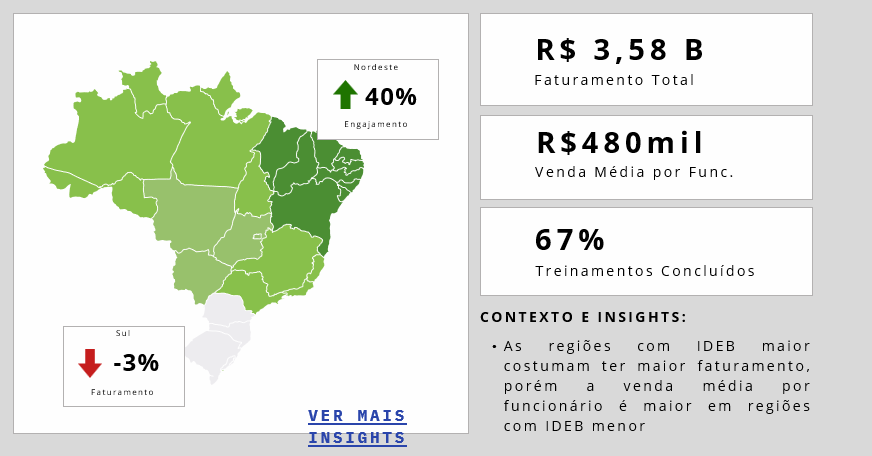 Nordeste
40%
Engajamento
Sul
-3%
Faturamento
VER MAIS
INSIGHTS
R$ 3,58 B
Faturamento Total
R$480mil
Venda Média por Func.
67%
Treinamentos Concluídos
CONTEXTO E INSIGHTS:
• As regiões com IDEB maior
costumam ter maior faturamento,
porém a venda média por
funcionário é maior em regiões
com IDEB menor